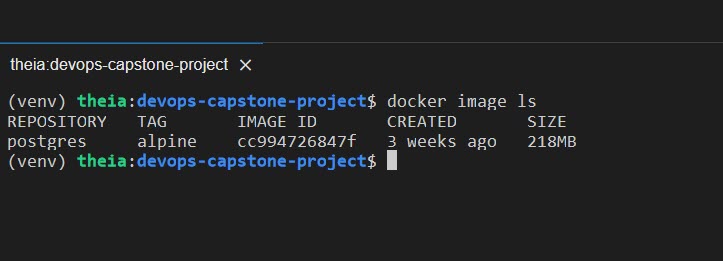 theia:devops-capstone-project ×
(venv) theia:devops-capstone-project$ docker image ls
REPOSITORY   TAG       IMAGE ID       CREATED       SIZE
postgres     alpine    cc994726847f   3 weeks ago   218MB
(venv) theia:devops-capstone-project$